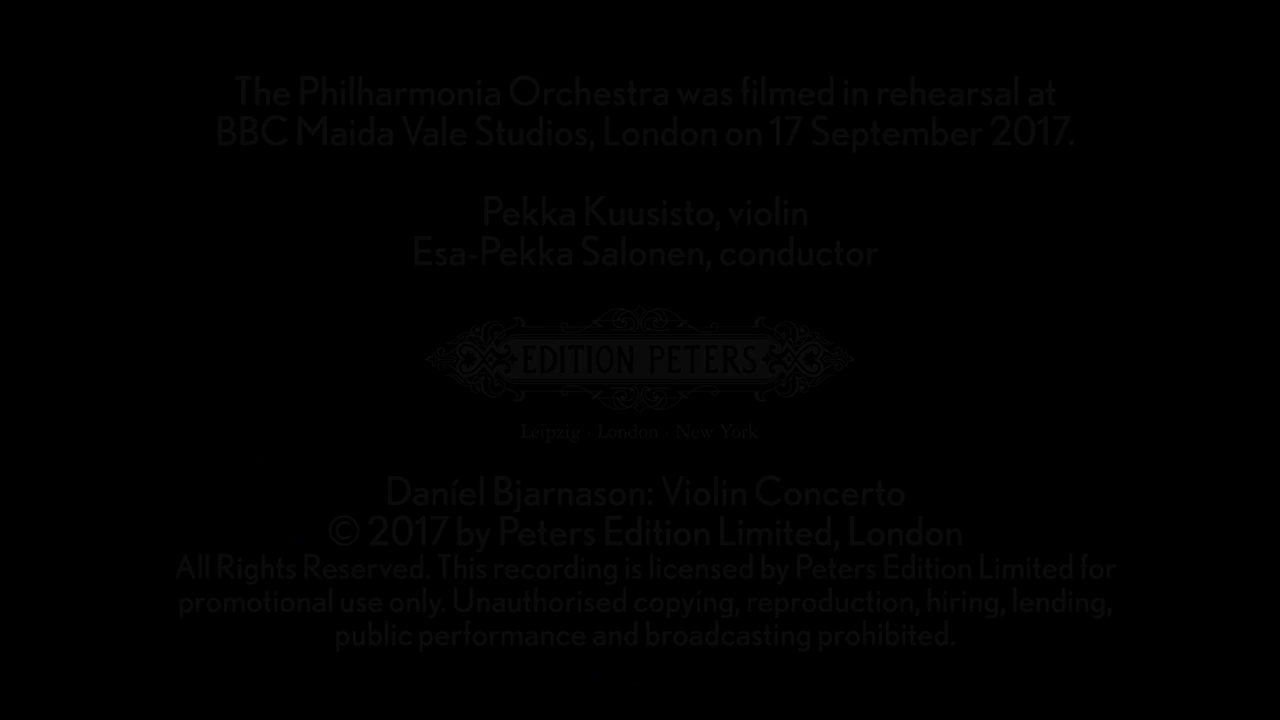 The Philharmonia Orchestra was filmed in rehearsal at
BBC Maida Vale Studios, London on 17 September 2017.
Pekka Kuusisto, violin
Esa-Pekka Salonen, conductor
EDITION PETERS
Leipzig · London · New York
Daníel Bjarnason: Violin Concerto
© 2017 by Peters Edition Limited, London
All Rights Reserved. This recording is licensed by Peters Edition Limited for
promotional use only. Unauthorised copying, reproduction, hiring, lending,
public performance and broadcasting prohibited.